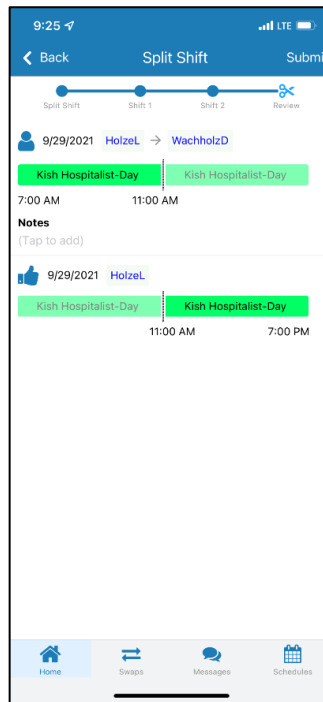 9:25 LTE
Back Split Shift Submi
Split Shift Shift 1 Shift 2 Review
9/29/2021 HolzeL → WachholzD
Kish Hospitalist-Day Kish Hospitalist-Day
7:00 AM 11:00 AM
Notes
(Tap to add)
9/29/2021 HolzeL
Kish Hospitalist-Day Kish Hospitalist-Day
11:00 AM 7:00 PM
Home Swaps Messages Schedules